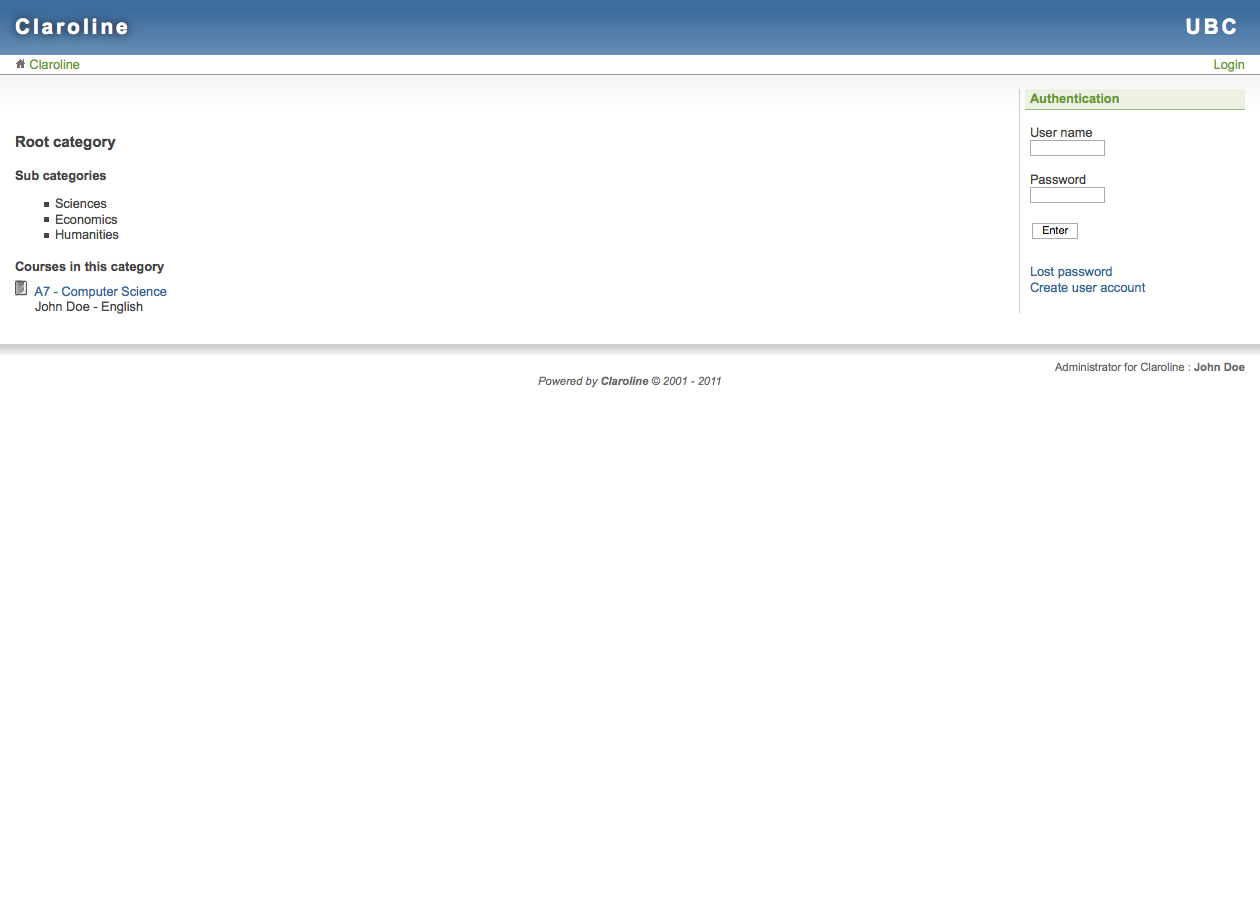 Claroline
UBC
Claroline
Login
Root category
Sub categories
Sciences
Economics
Humanities
Courses in this category
A7 - Computer Science
John Doe - English
Authentication
User name
Password
Enter
Lost password
Create user account
Administrator for Claroline : John Doe
Powered by Claroline © 2001 - 2011